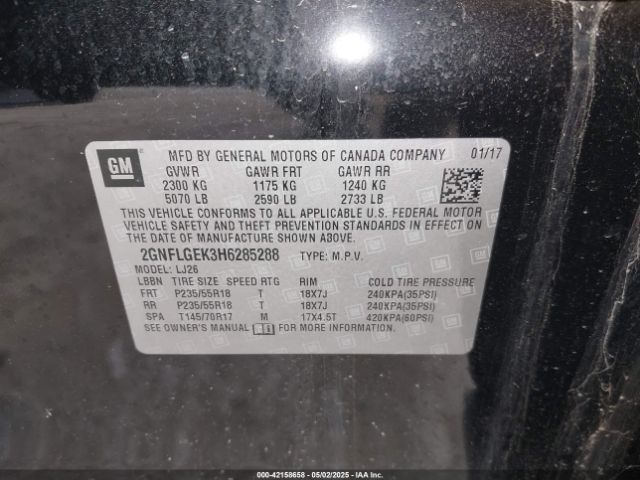 GM
MFD BY GENERAL MOTORS OF CANADA COMPANY 01/17
GVWR GAWR FRT GAWR RR
2300 KG 1175 KG 1240 KG
5070 LB 2590 LB 2733 LB
THIS VEHICLE CONFORMS TO ALL APPLICABLE U.S. FEDERAL MOTOR
VEHICLE SAFETY AND THEFT PREVENTION STANDARDS IN EFFECT ON
THE DATE OF MANUFACTURE SHOWN ABOVE.
2GNFLGEK3H6285288 TYPE: M.P.V.
MODEL: LJ26
LBBN TIRE SIZE SPEED RTG RIM COLD TIRE PRESSURE
FRT P235/55R18 T 18X7J 240KPA(35PSI)
RR P235/55R18 T 18X7J 240KPA(35PSI)
SPA T145/70R17 M 17X4.5T 420KPA(60PSI)
SEE OWNER'S MANUAL FOR MORE INFORMATION.
000-42158658 - 05/02/2025 - COPYRIGHT IAA, LLC.